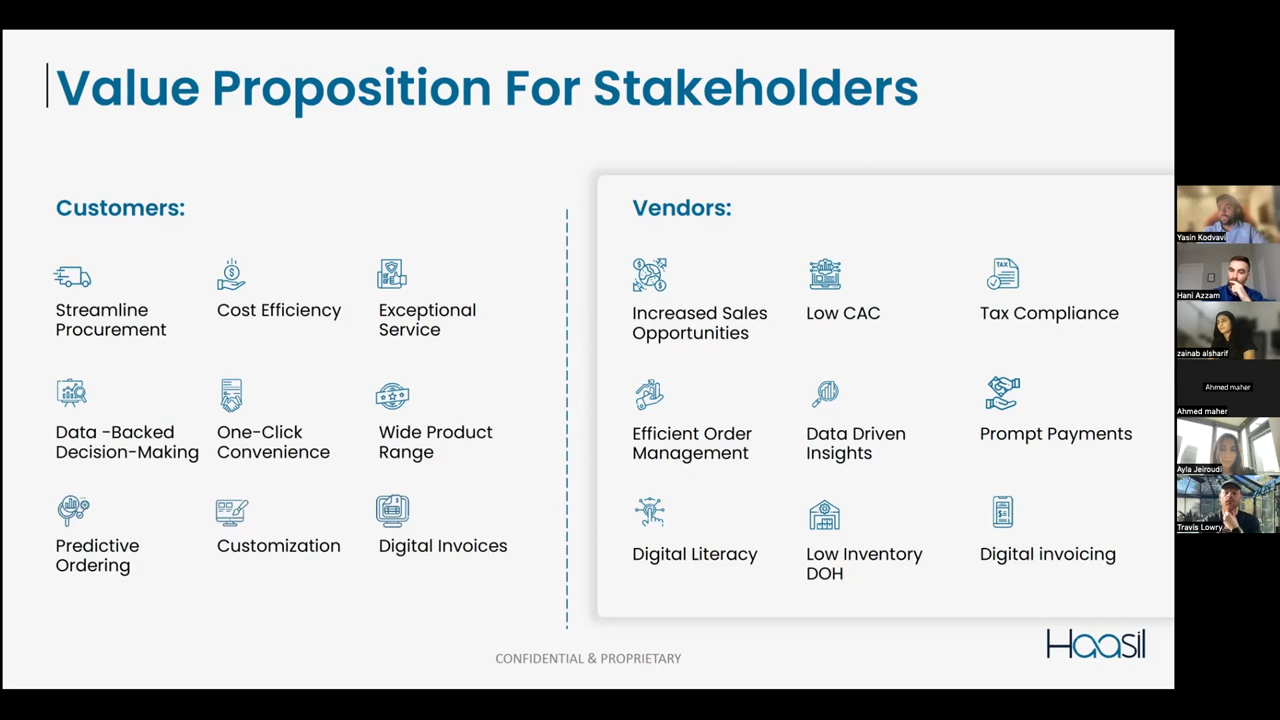 Value Proposition For Stakeholders
Customers:
Streamline
Procurement
Cost Efficiency
Exceptional
Service
Data -Backed
Decision-Making
One-Click
Convenience
Wide Product
Range
Predictive
Ordering
Customization
Digital Invoices
Vendors:
Increased Sales
Opportunities
Low CAC
TAX
Tax Compliance
Efficient Order
Management
Data Driven
Insights
Prompt Payments
Digital Literacy
Low Inventory
DOH
Digital invoicing
CONFIDENTIAL & PROPRIETARY
Haasil
Yasin Kodvavi
Hani Azzam
zainab alsharif
Ahmed maher
Ahmed maher
Ayla Jeiroudi
Travis Lowry